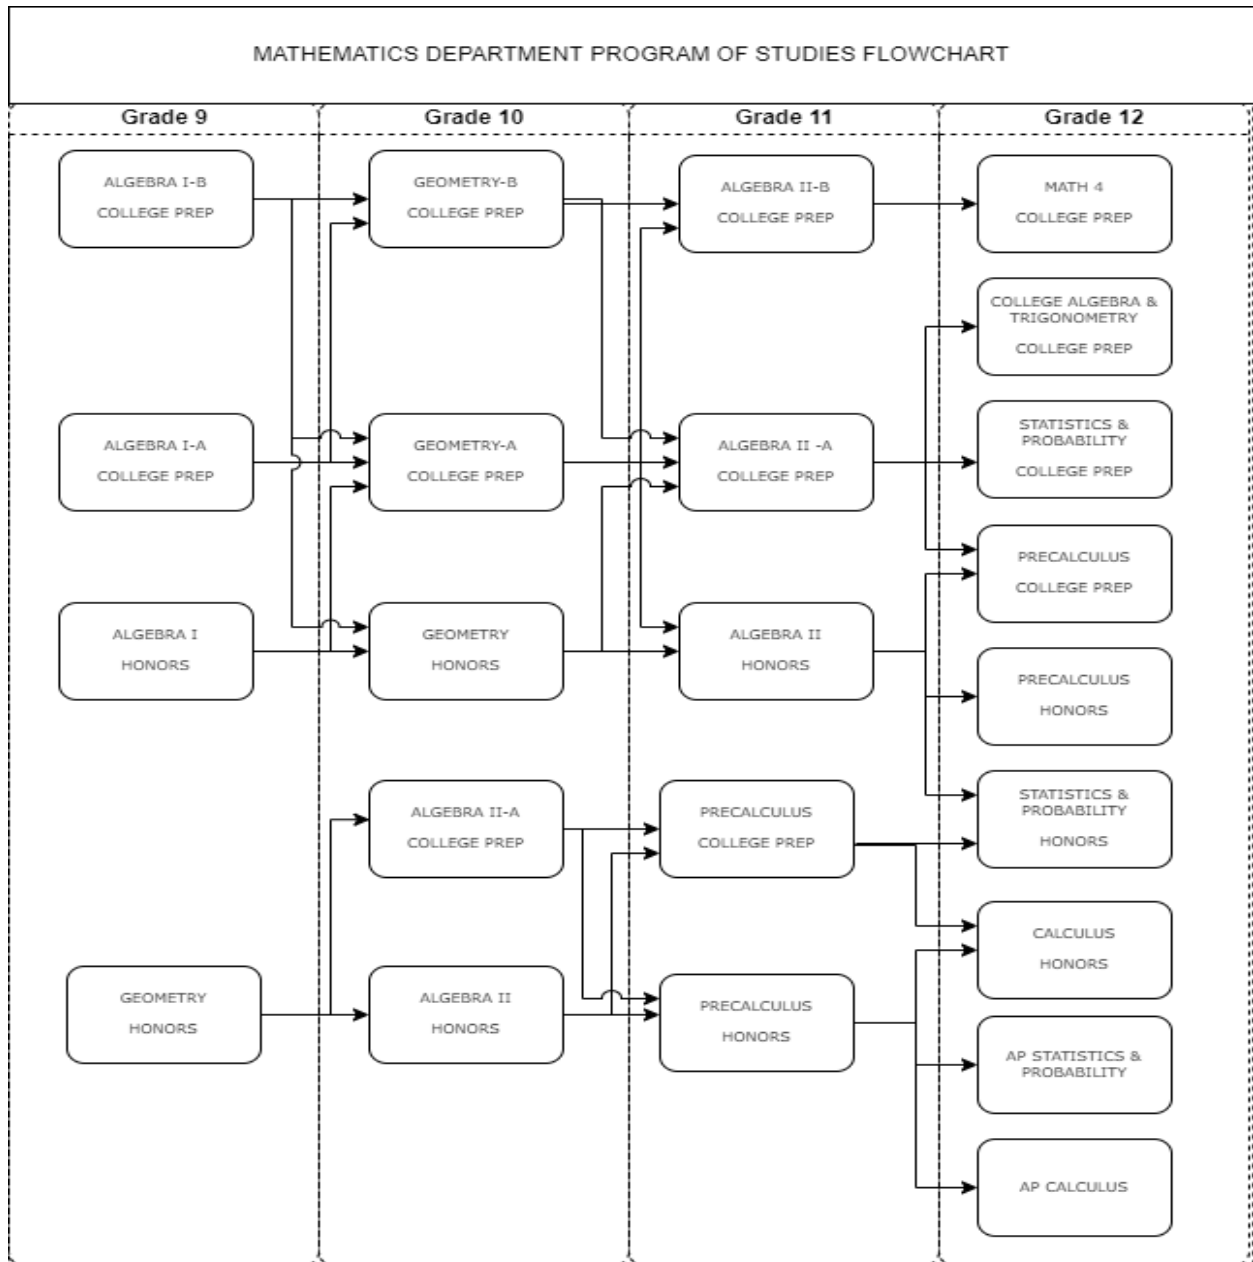 MATHEMATICS DEPARTMENT PROGRAM OF STUDIES FLOWCHART
Grade 9
ALGEBRA I-B
COLLEGE PREP
ALGEBRA I-A
COLLEGE PREP
ALGEBRA I
HONORS
GEOMETRY
HONORS
Grade 10
GEOMETRY-B
COLLEGE PREP
GEOMETRY-A
COLLEGE PREP
GEOMETRY
HONORS
ALGEBRA II-A
COLLEGE PREP
ALGEBRA II
HONORS
Grade 11
ALGEBRA II-B
COLLEGE PREP
ALGEBRA II -A
COLLEGE PREP
ALGEBRA II
HONORS
PRECALCULUS
COLLEGE PREP
PRECALCULUS
HONORS
Grade 12
MATH 4
COLLEGE PREP
COLLEGE ALGEBRA &
TRIGONOMETRY
COLLEGE PREP
STATISTICS &
PROBABILITY
COLLEGE PREP
PRECALCULUS
COLLEGE PREP
PRECALCULUS
HONORS
STATISTICS &
PROBABILITY
HONORS
CALCULUS
HONORS
AP STATISTICS &
PROBABILITY
AP CALCULUS